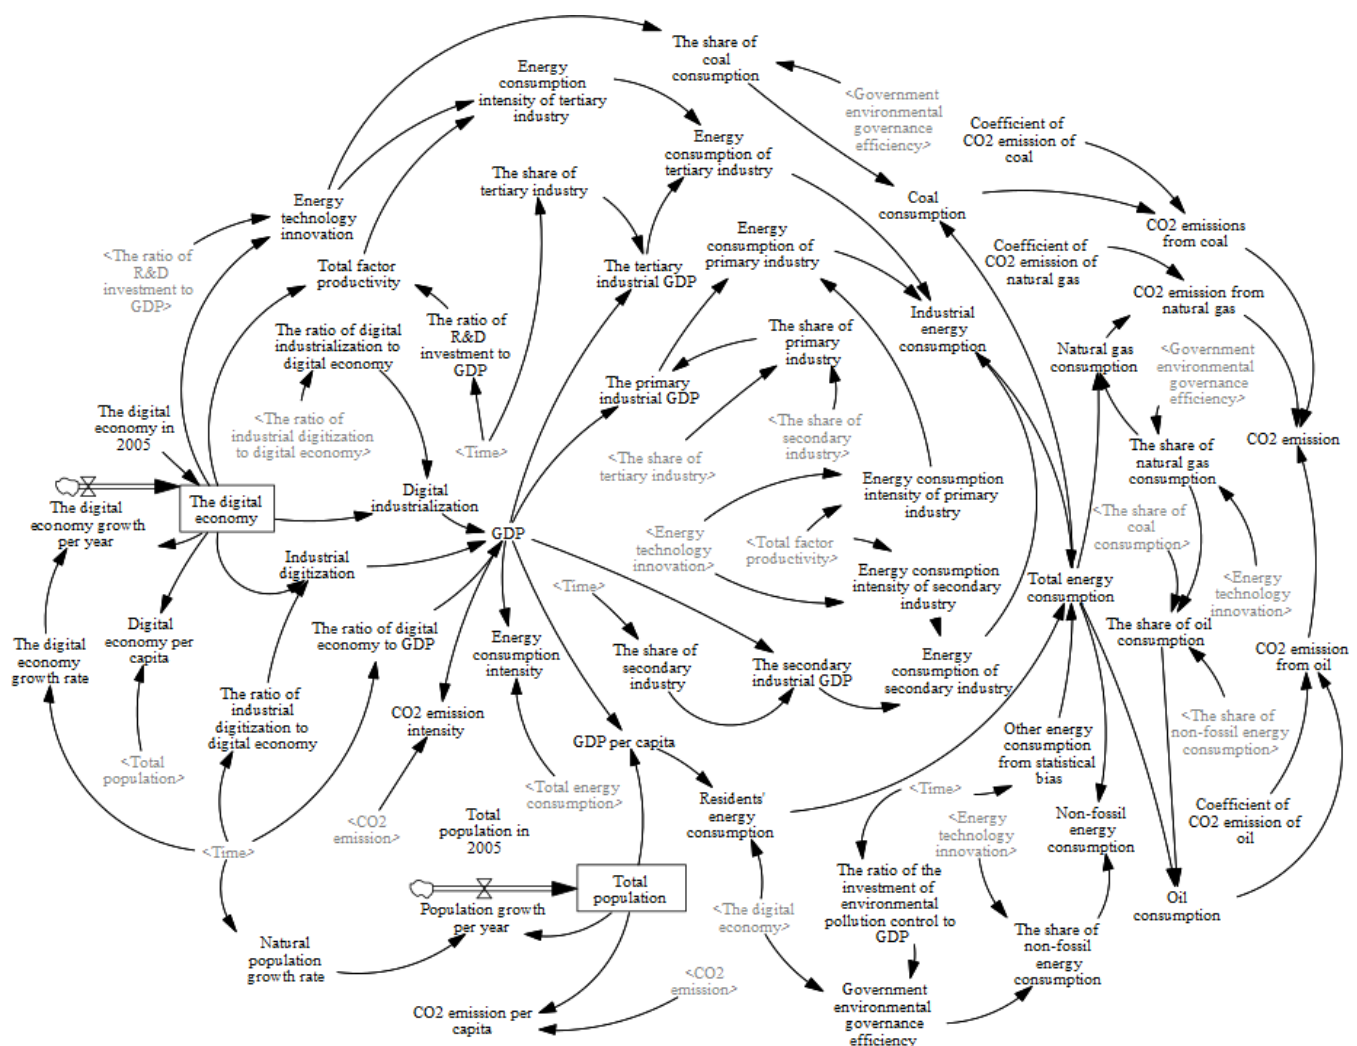 The share of
coal
consumption
Energy
consumption
intensity of tertiary
industry
<Government
environmental
governance
efficiency>
Coefficient of
CO2 emission of
coal
Energy
consumption of
tertiary industry
The share of
tertiary industry
Energy
technology
innovation
Coal
consumption
CO2 emissions
from coal
<The ratio of
R&D
investment to
GDP>
Total factor
productivity
The tertiary
industrial GDP
Energy
consumption of
primary industry
Coefficient of
CO2 emission of
natural gas
CO2 emission from
natural gas
The ratio of digital
industrialization to
digital economy
The ratio of
R&D
investment to
GDP
The share of
primary
industry
Industrial
energy
consumption
Natural gas
consumption
<Government
environmental
governance
efficiency>
The primary
industrial GDP
The digital
economy in
2005
<The ratio of
industrial digitization
to digital economy>
<Time>
<The share of
tertiary industry>
<The share of
secondary
industry>
The share of
natural gas
consumption
CO2 emission
The digital
economy
The digital
economy growth
per year
Digital
industrialization
GDP
Energy consumption
intensity of primary
industry
<The share of
coal
consumption>
<Energy
technology
innovation>
<Total factor
productivity>
Industrial
digitization
<Time>
Energy consumption
intensity of secondary
industry
Total energy
consumption
<Energy
technology
innovation>
The digital
economy
growth rate
Digital
economy per
capita
The ratio of digital
economy to GDP
Energy
consumption
intensity
The share of
secondary
industry
The secondary
industrial GDP
Energy
consumption of
secondary industry
The share of oil
consumption
CO2 emission
from oil
The ratio of
industrial
digitization to
digital economy
CO2 emission
intensity
GDP per capita
Other energy
consumption
from statistical
bias
<The share of
non-fossil energy
consumption>
<Total
population>
<Total energy
consumption>
Residents'
energy
consumption
<Time>
Non-fossil
energy
consumption
Coefficient of
CO2 emission of
oil
<CO2
emission>
Total
population in
2005
<Energy
technology
innovation>
<Time>
Total
population
Population growth
per year
The ratio of the
investment of
environmental
pollution control to
GDP
Oil
consumption
<The digital
economy>
Natural
population
growth rate
The share of
non-fossil
energy
consumption
<CO2
emission>
CO2 emission per
capita
Government
environmental
governance
efficiency